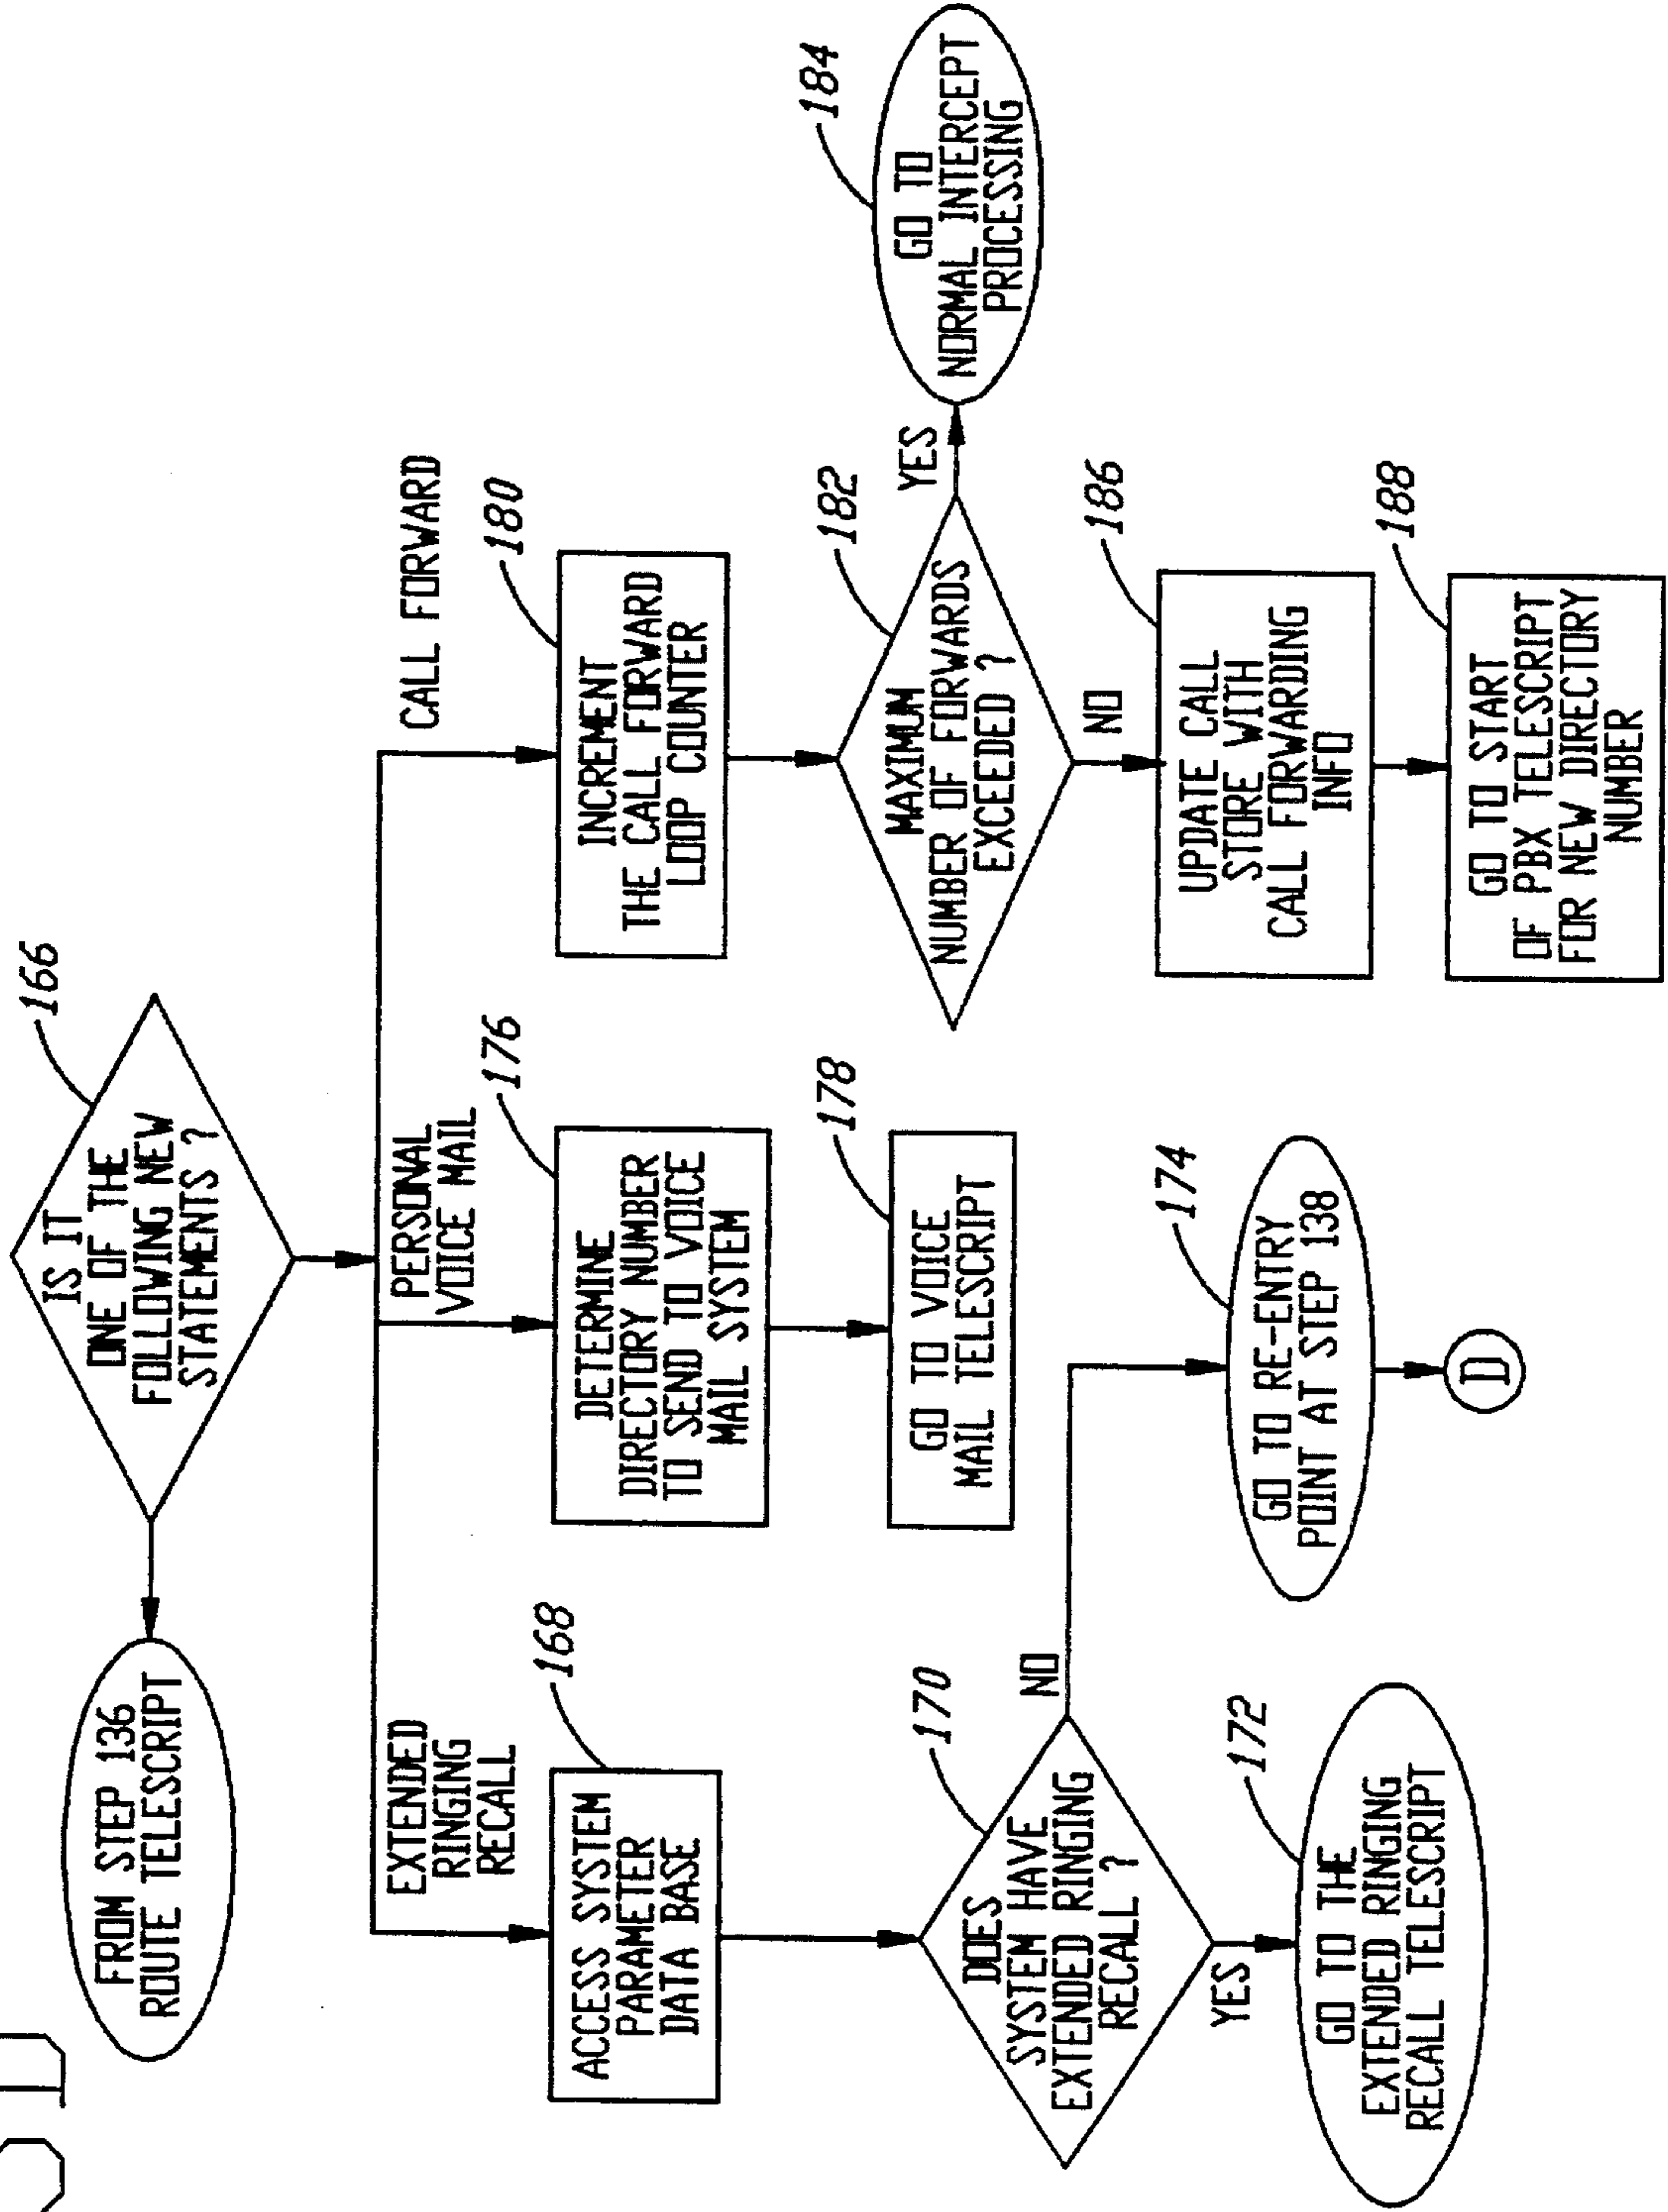 FROM STEP 136
ROUTE TELESCRIPT
IS IT
ONE OF THE
FOLLOWING NEW
STATEMENTS ?
166
EXTENDED
RINGING
RECALL
PERSONAL
VOICE MAIL
CALL FORWARD
168
ACCESS SYSTEM
PARAMETER
DATA BASE
176
DETERMINE
DIRECTORY NUMBER
TO SEND TO VOICE
MAIL SYSTEM
180
INCREMENT
THE CALL FORWARD
LOOP COUNTER
170
DOES
SYSTEM HAVE
EXTENDED RINGING
RECALL ?
NO
YES
178
GO TO VOICE
MAIL TELESCRIPT
182
MAXIMUM
NUMBER OF FORWARDS
EXCEEDED ?
YES
NO
184
GO TO
NORMAL INTERCEPT
PROCESSING
172
GO TO THE
EXTENDED RINGING
RECALL TELESCRIPT
174
GO TO RE-ENTRY
POINT AT STEP 138
D
186
UPDATE CALL
STORE WITH
CALL FORWARDING
INFO
188
GO TO START
OF PBX TELESCRIPT
FOR NEW DIRECTORY
NUMBER